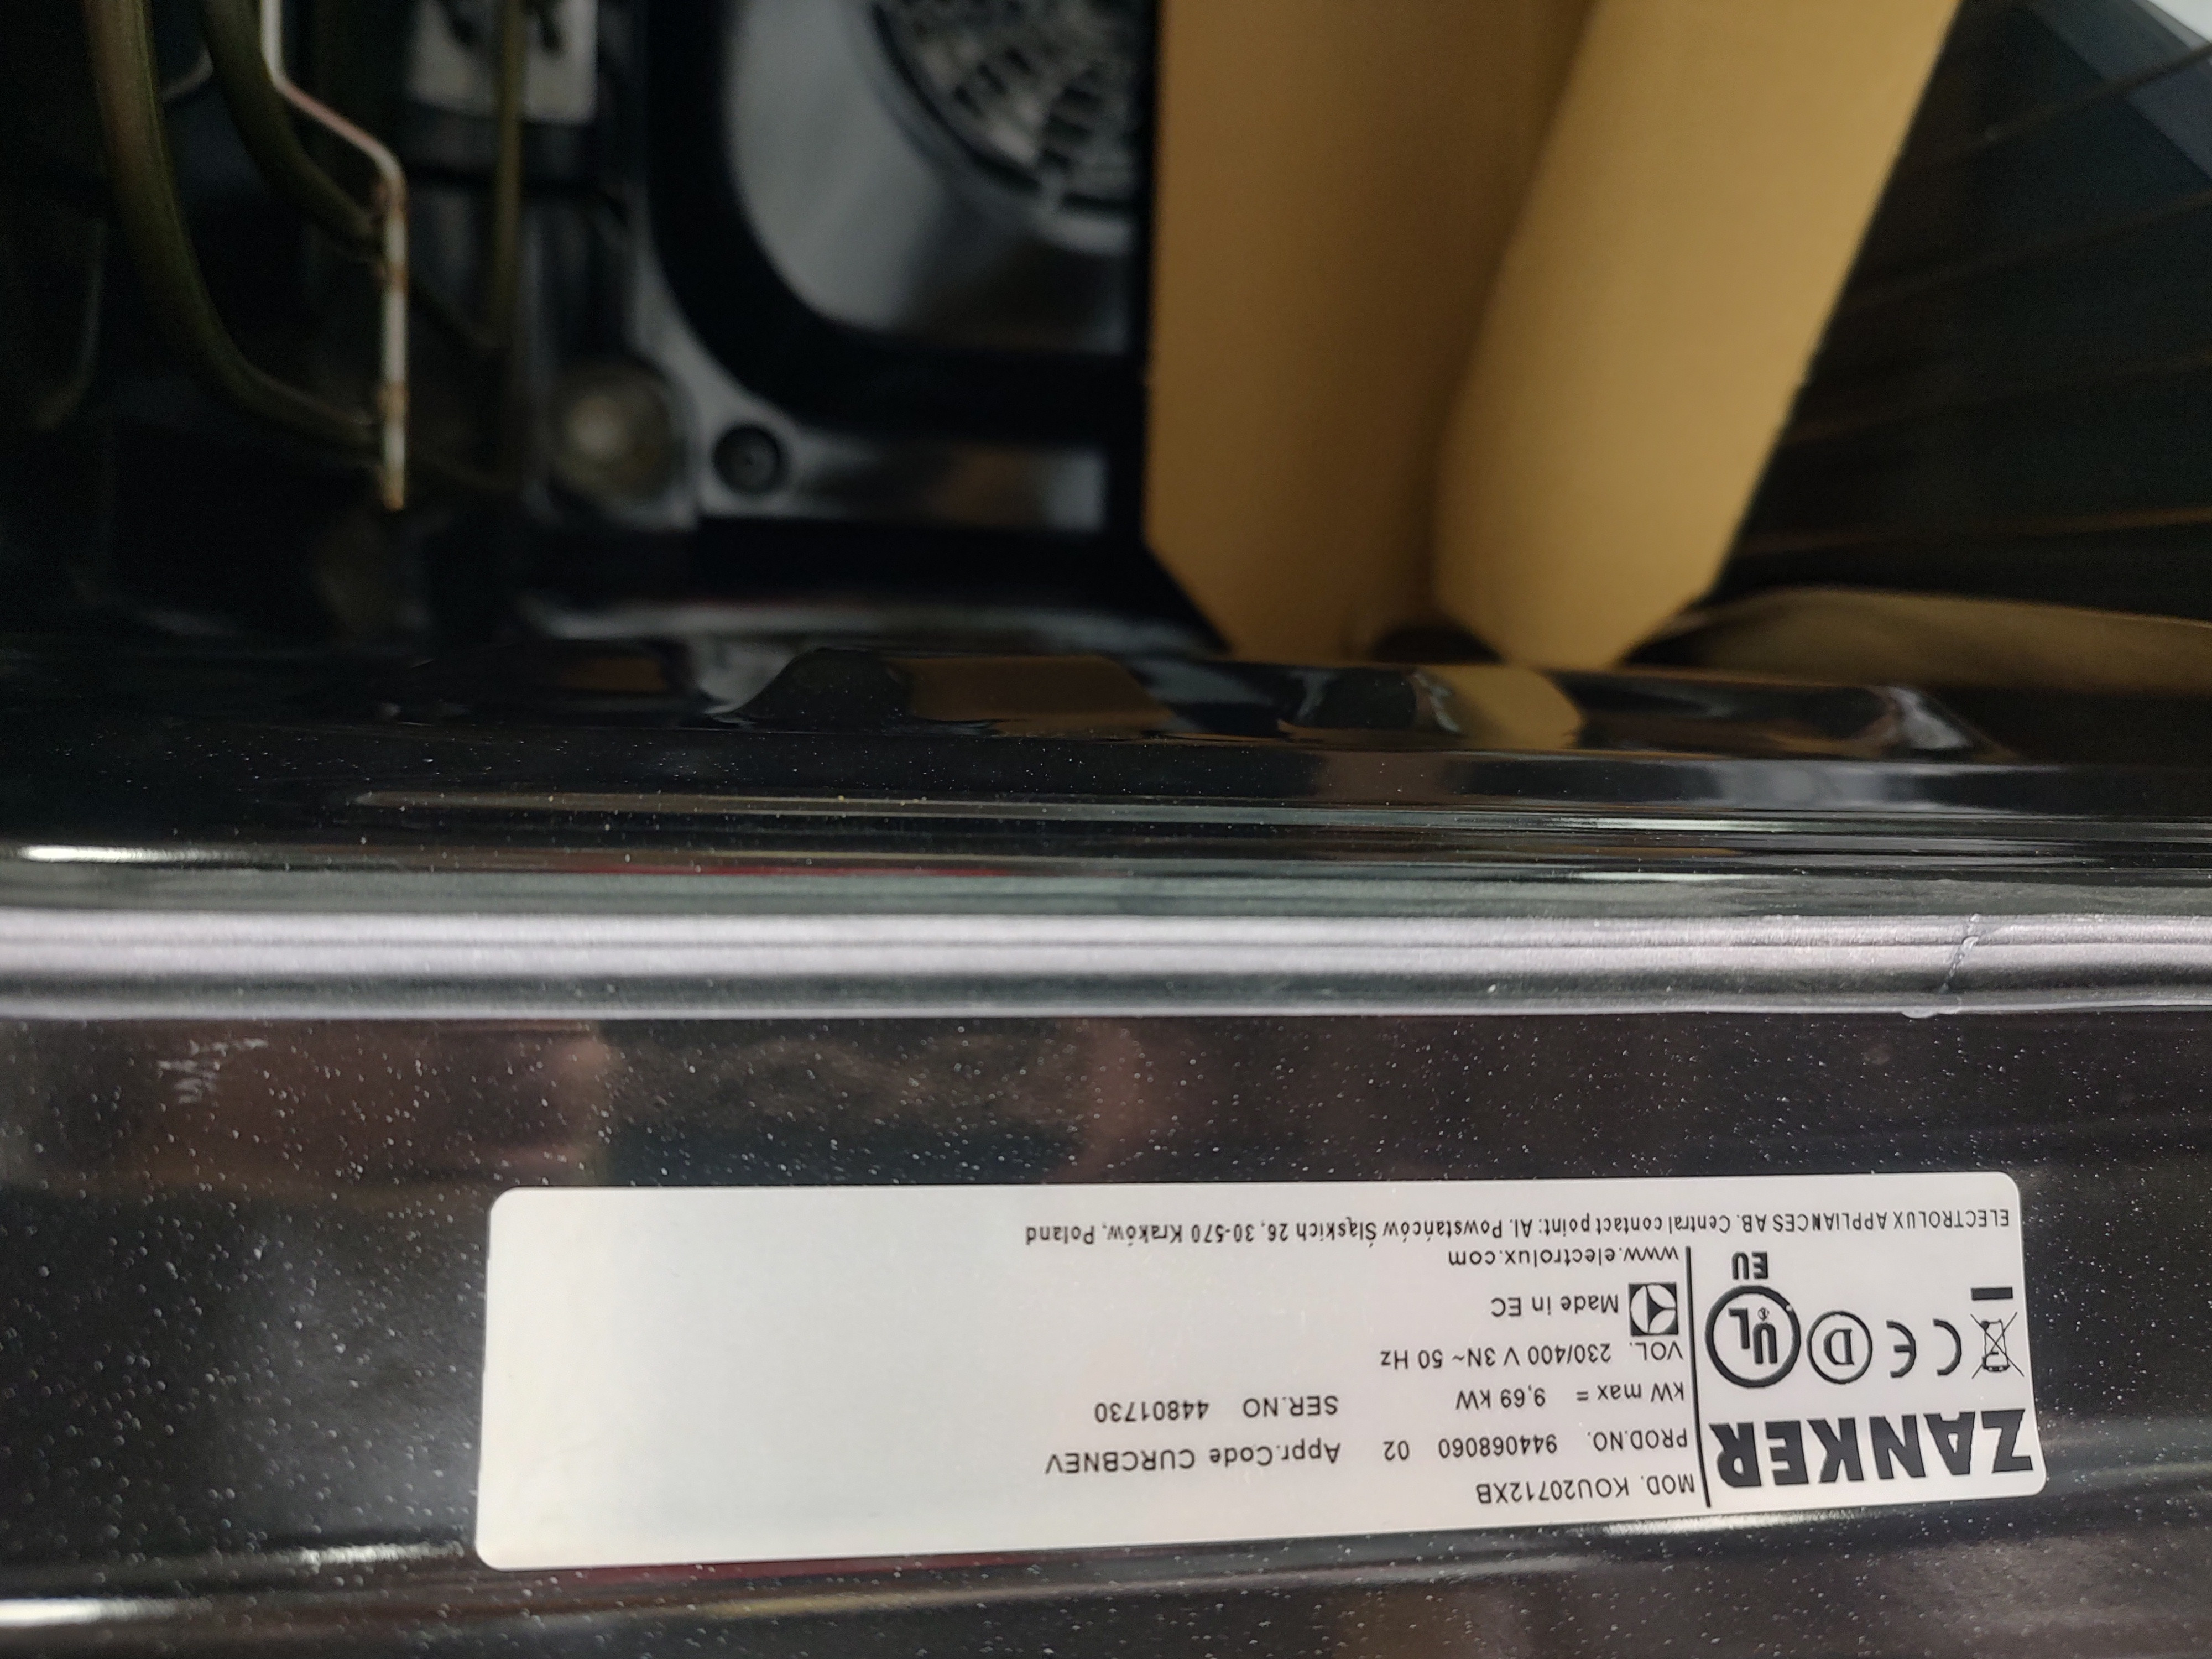 ZANKER
MOD. KOU20712XB
PROD.NO. 944068060 02 Appr.Code CURCBNEV
kW max = 9,69 kW SER.NO 44801730
VOL. 230/400 V 3N~ 50 Hz
CE D UL
EU
Made in EC
www.electrolux.com
ELECTROLUX APPLIANCES AB. Central contact point: Al. Powstańców Śląskich 26, 30-570 Kraków, Poland